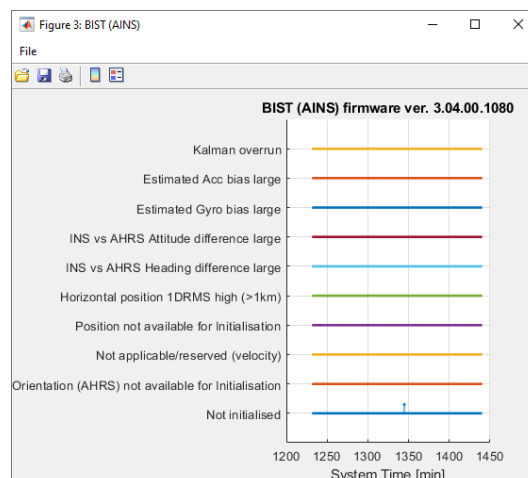 Figure 3: BIST (AINS)
File
BIST (AINS) firmware ver. 3.04.00.1080
Kalman overrun
Estimated Acc bias large
Estimated Gyro bias large
INS vs AHRS Attitude difference large
INS vs AHRS Heading difference large
Horizontal position 1DRMS high (>1km)
Position not available for Initialisation
Not applicable/reserved (velocity)
Orientation (AHRS) not available for Initialisation
Not initialised
1200 1250 1300 1350 1400 1450
System Time [min]